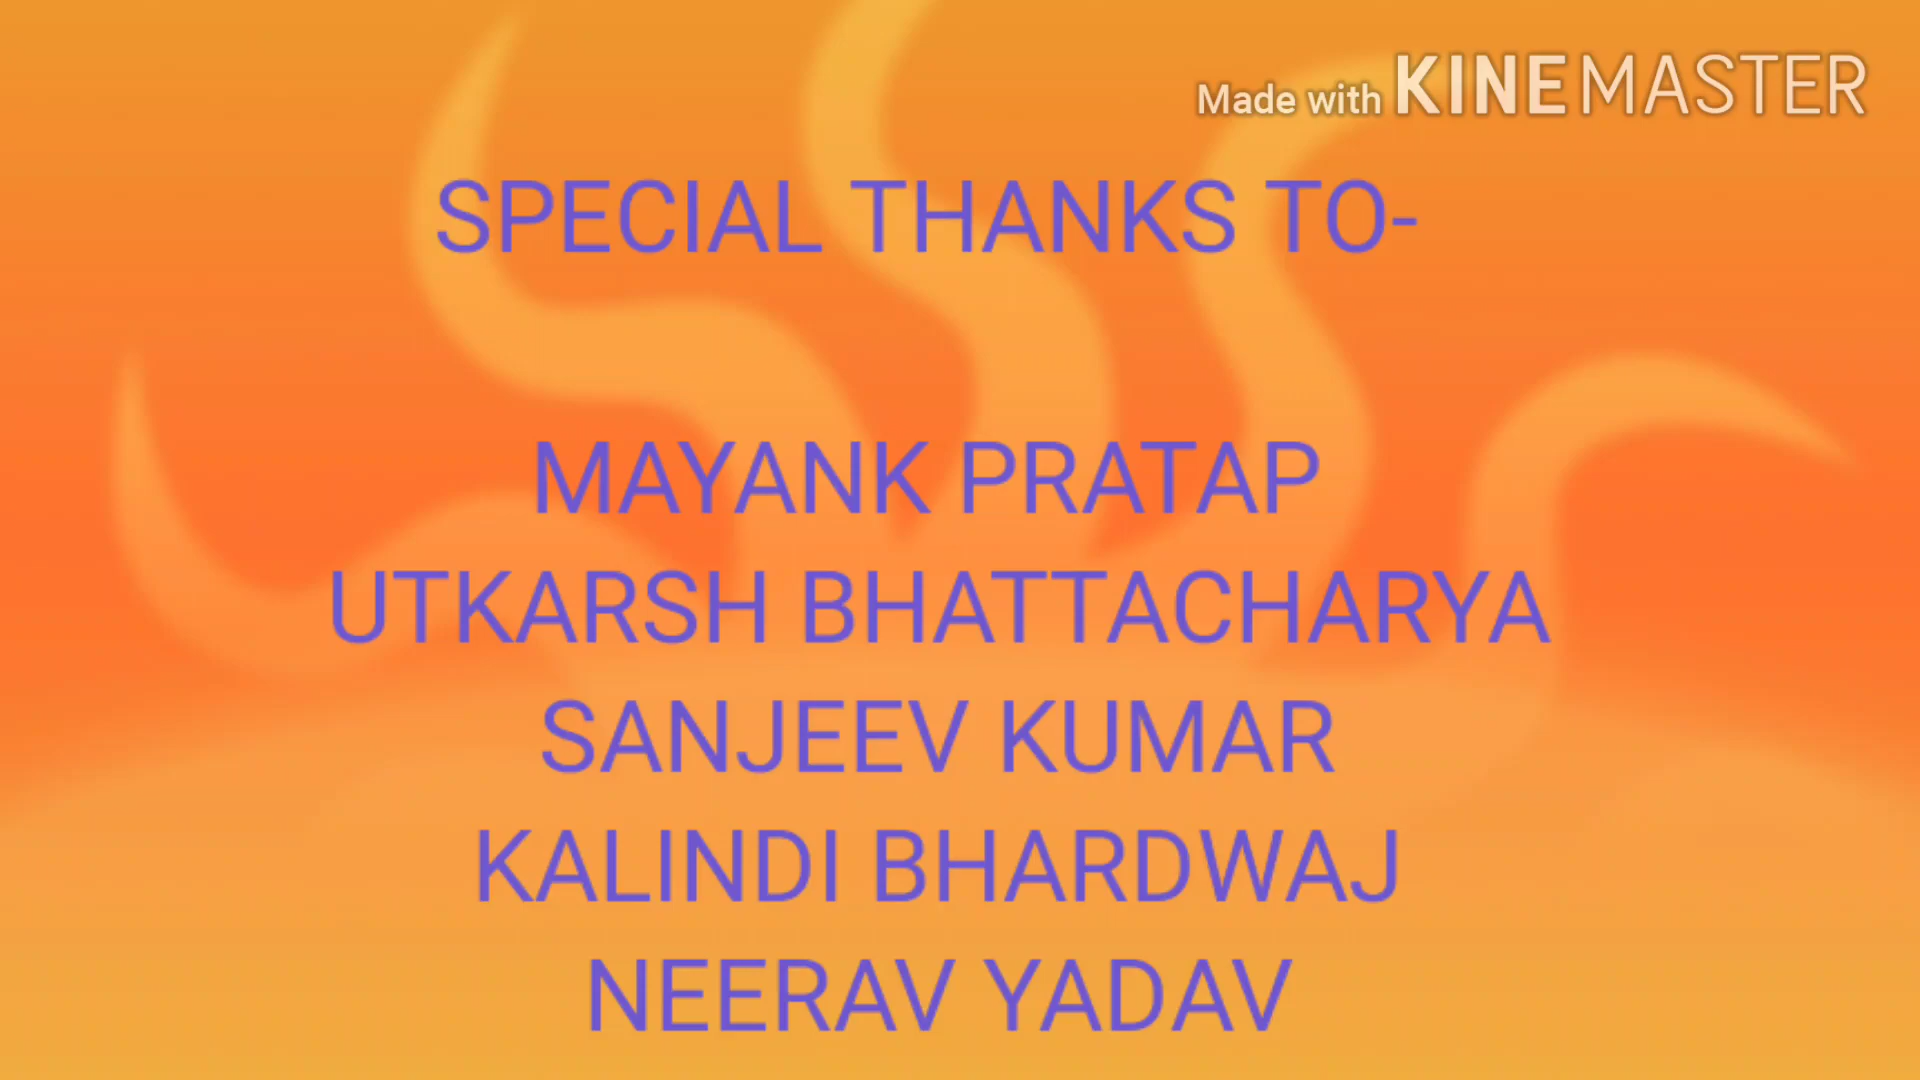 Made with KINEMASTER
SPECIAL THANKS TO-
MAYANK PRATAP
UTKARSH BHATTACHARYA
SANJEEV KUMAR
KALINDI BHARDWAJ
NEERAV YADAV